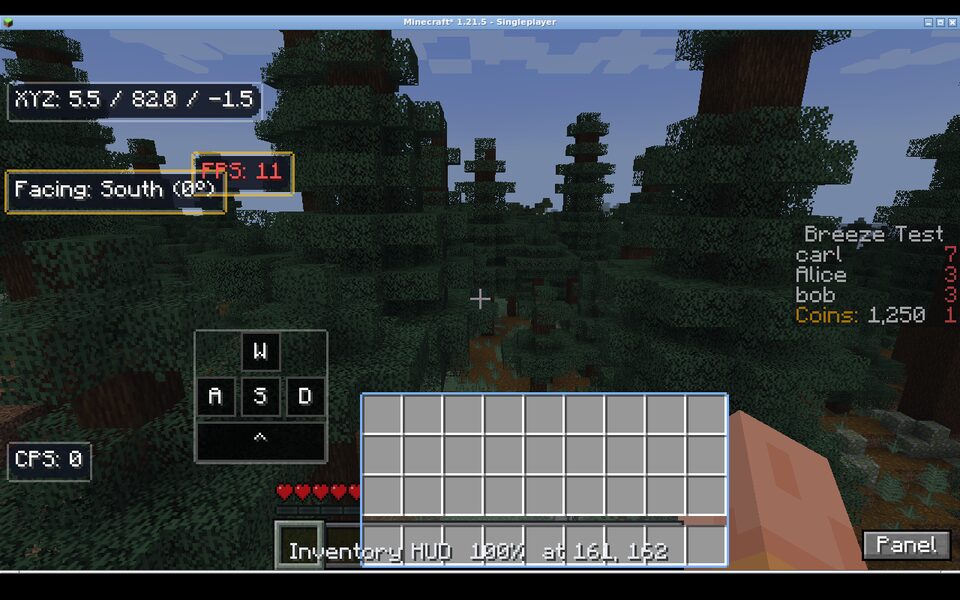 Minecraft* 1.21.5 - Singleplayer
XYZ: 5.5 / 82.0 / -1.5
FPS: 11
Facing: South (0°)
Breeze Test
carl 7
Alice 3
bob 3
Coins: 1,250 1
W
A S D
^
CPS: 0
Inventory HUD 100% at 161, 162
Panel